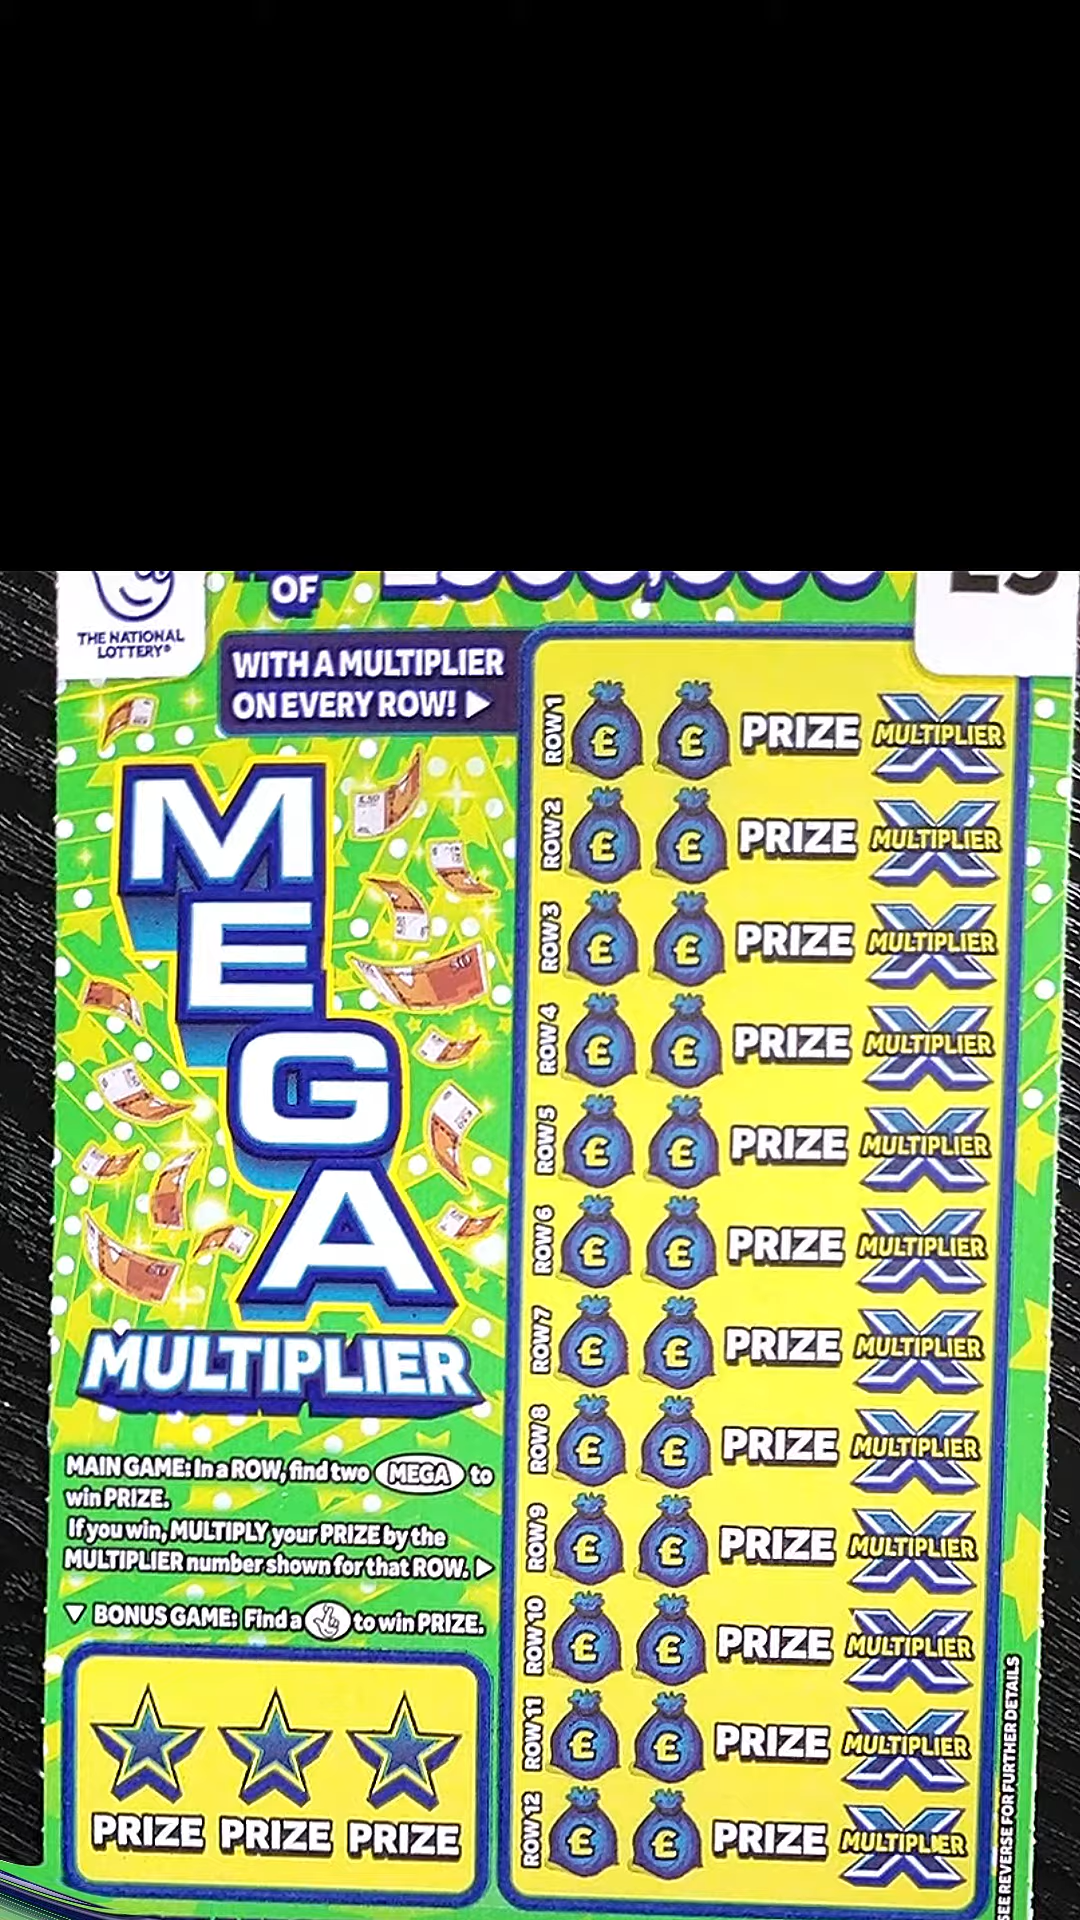 OF
THE NATIONAL
LOTTERY®
WITH A MULTIPLIER
ON EVERY ROW!
MEGA
MULTIPLIER
MAIN GAME: In a ROW, find two MEGA to
win PRIZE.
If you win, MULTIPLY your PRIZE by the
MULTIPLIER number shown for that ROW.
BONUS GAME: Find a to win PRIZE.
PRIZE PRIZE PRIZE
ROW 1 £ £ PRIZE MULTIPLIER X
ROW 2 £ £ PRIZE MULTIPLIER X
ROW 3 £ £ PRIZE MULTIPLIER X
ROW 4 £ £ PRIZE MULTIPLIER X
ROW 5 £ £ PRIZE MULTIPLIER X
ROW 6 £ £ PRIZE MULTIPLIER X
ROW 7 £ £ PRIZE MULTIPLIER X
ROW 8 £ £ PRIZE MULTIPLIER X
ROW 9 £ £ PRIZE MULTIPLIER X
ROW 10 £ £ PRIZE MULTIPLIER X
ROW 11 £ £ PRIZE MULTIPLIER X
ROW 12 £ £ PRIZE MULTIPLIER X
SEE REVERSE FOR FURTHER DETAILS